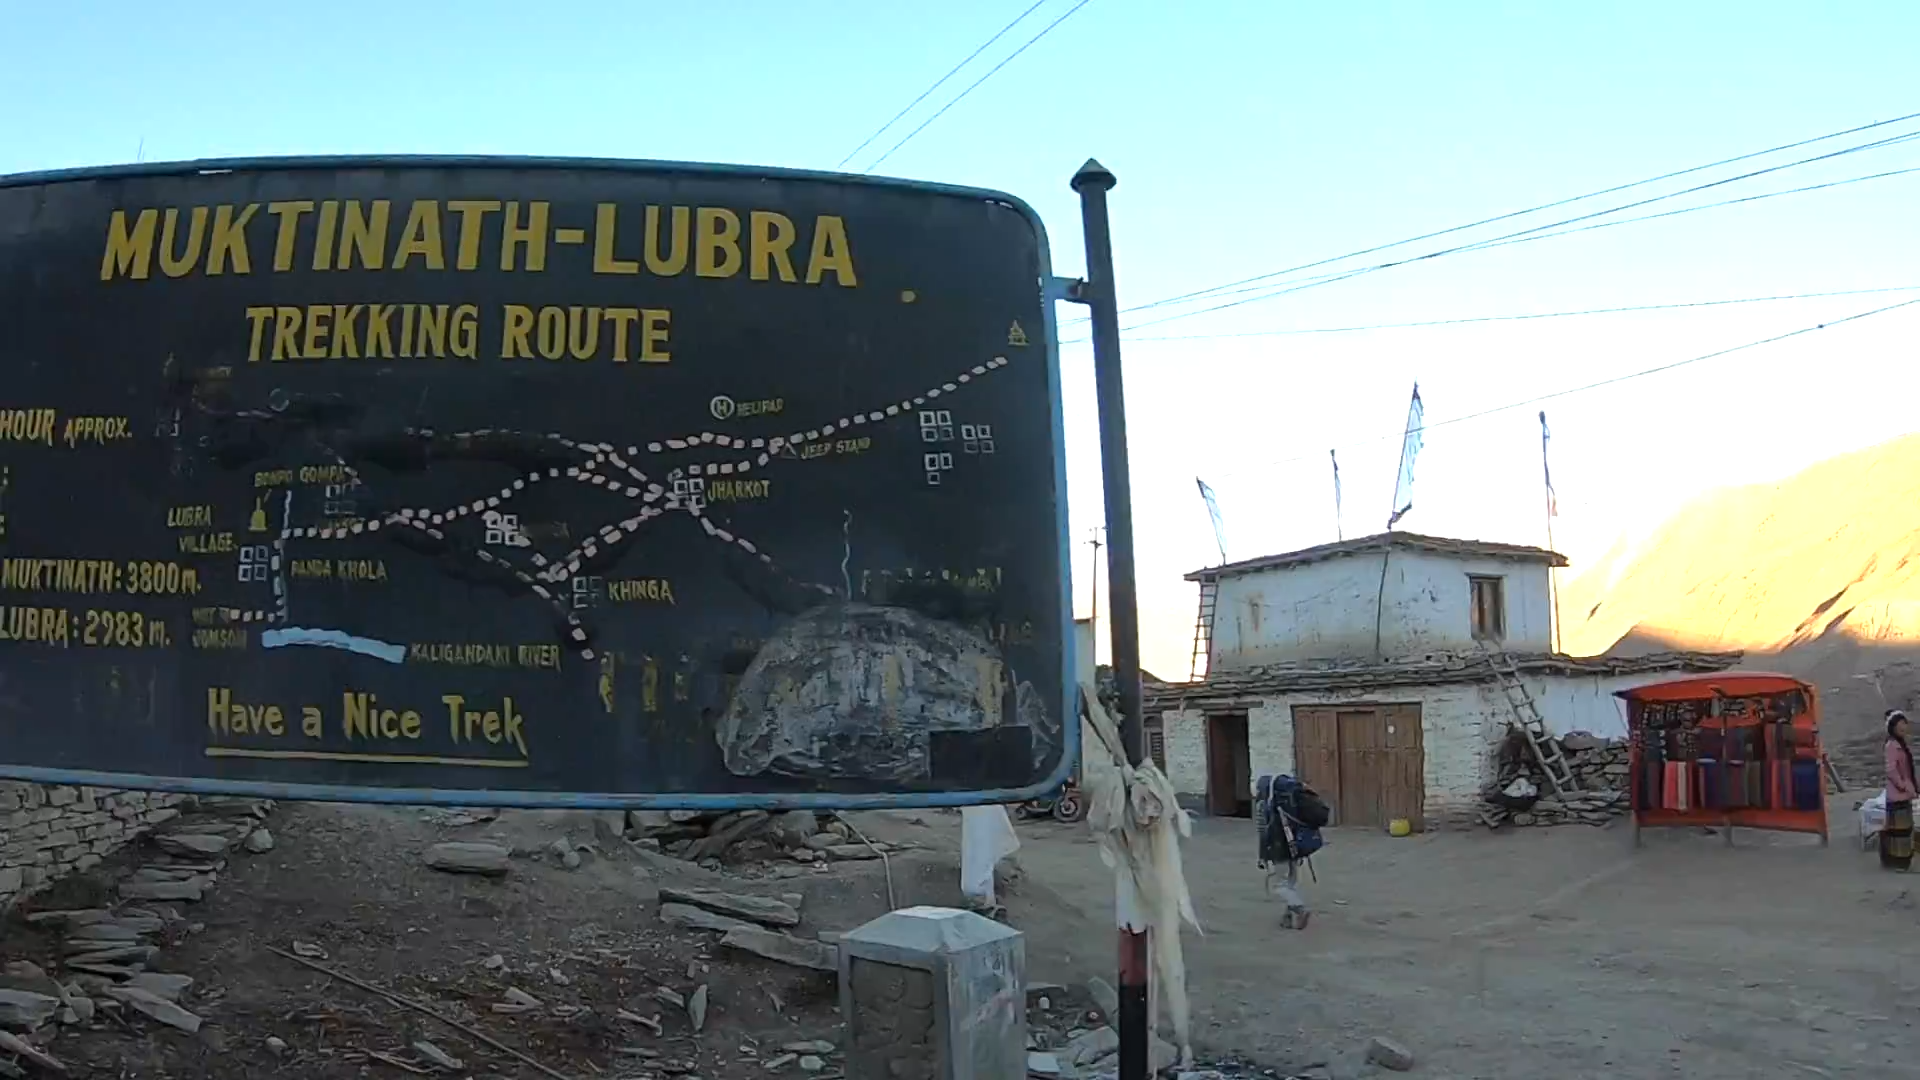 MUKTINATH-LUBRA
TREKKING ROUTE
HOUR APPROX.
H HELIPAD
JEEP STAND
BONPO GOMPA
JHARKOT
LUBRA
VILLAGE
PANDA KHOLA
MUKTINATH: 3800 m.
KHINGA
LUBRA: 2983 m.
JOMSOM
KALIGANDAKI RIVER
Have a Nice Trek